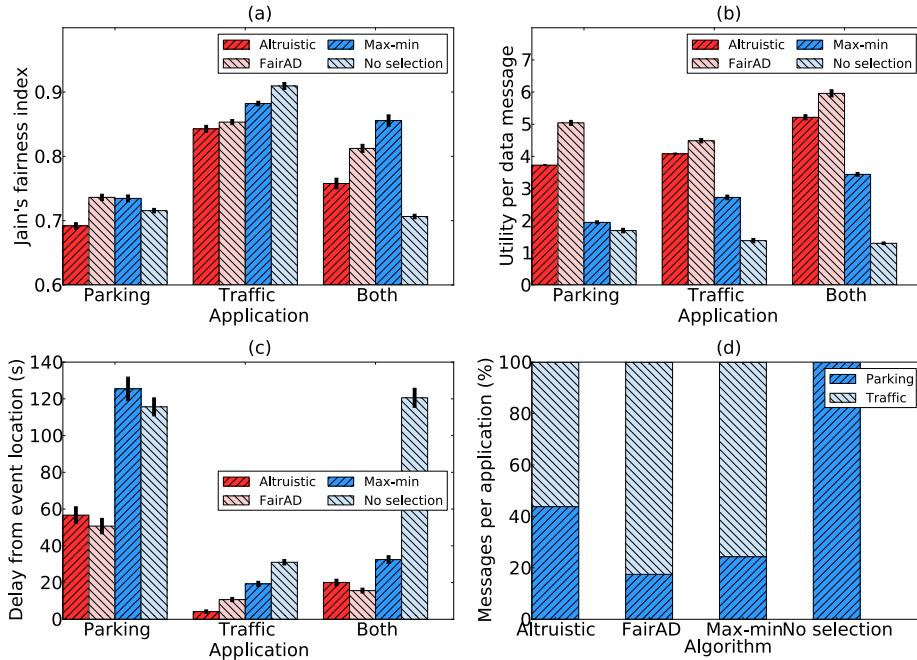 (a)
Jain's fairness index
0.9
0.8
0.7
0.6
Altruistic
FairAD
Max-min
No selection
Parking
Traffic
Both
Application
(b)
Utility per data message
7
6
5
4
3
2
1
0
Altruistic
FairAD
Max-min
No selection
Parking
Traffic
Both
Application
(c)
Delay from event location (s)
140
120
100
80
60
40
20
0
Altruistic
FairAD
Max-min
No selection
Parking
Traffic
Both
Application
(d)
Messages per application (%)
100
80
60
40
20
0
Parking
Traffic
Altruistic
FairAD
Max-min
No selection
Algorithm